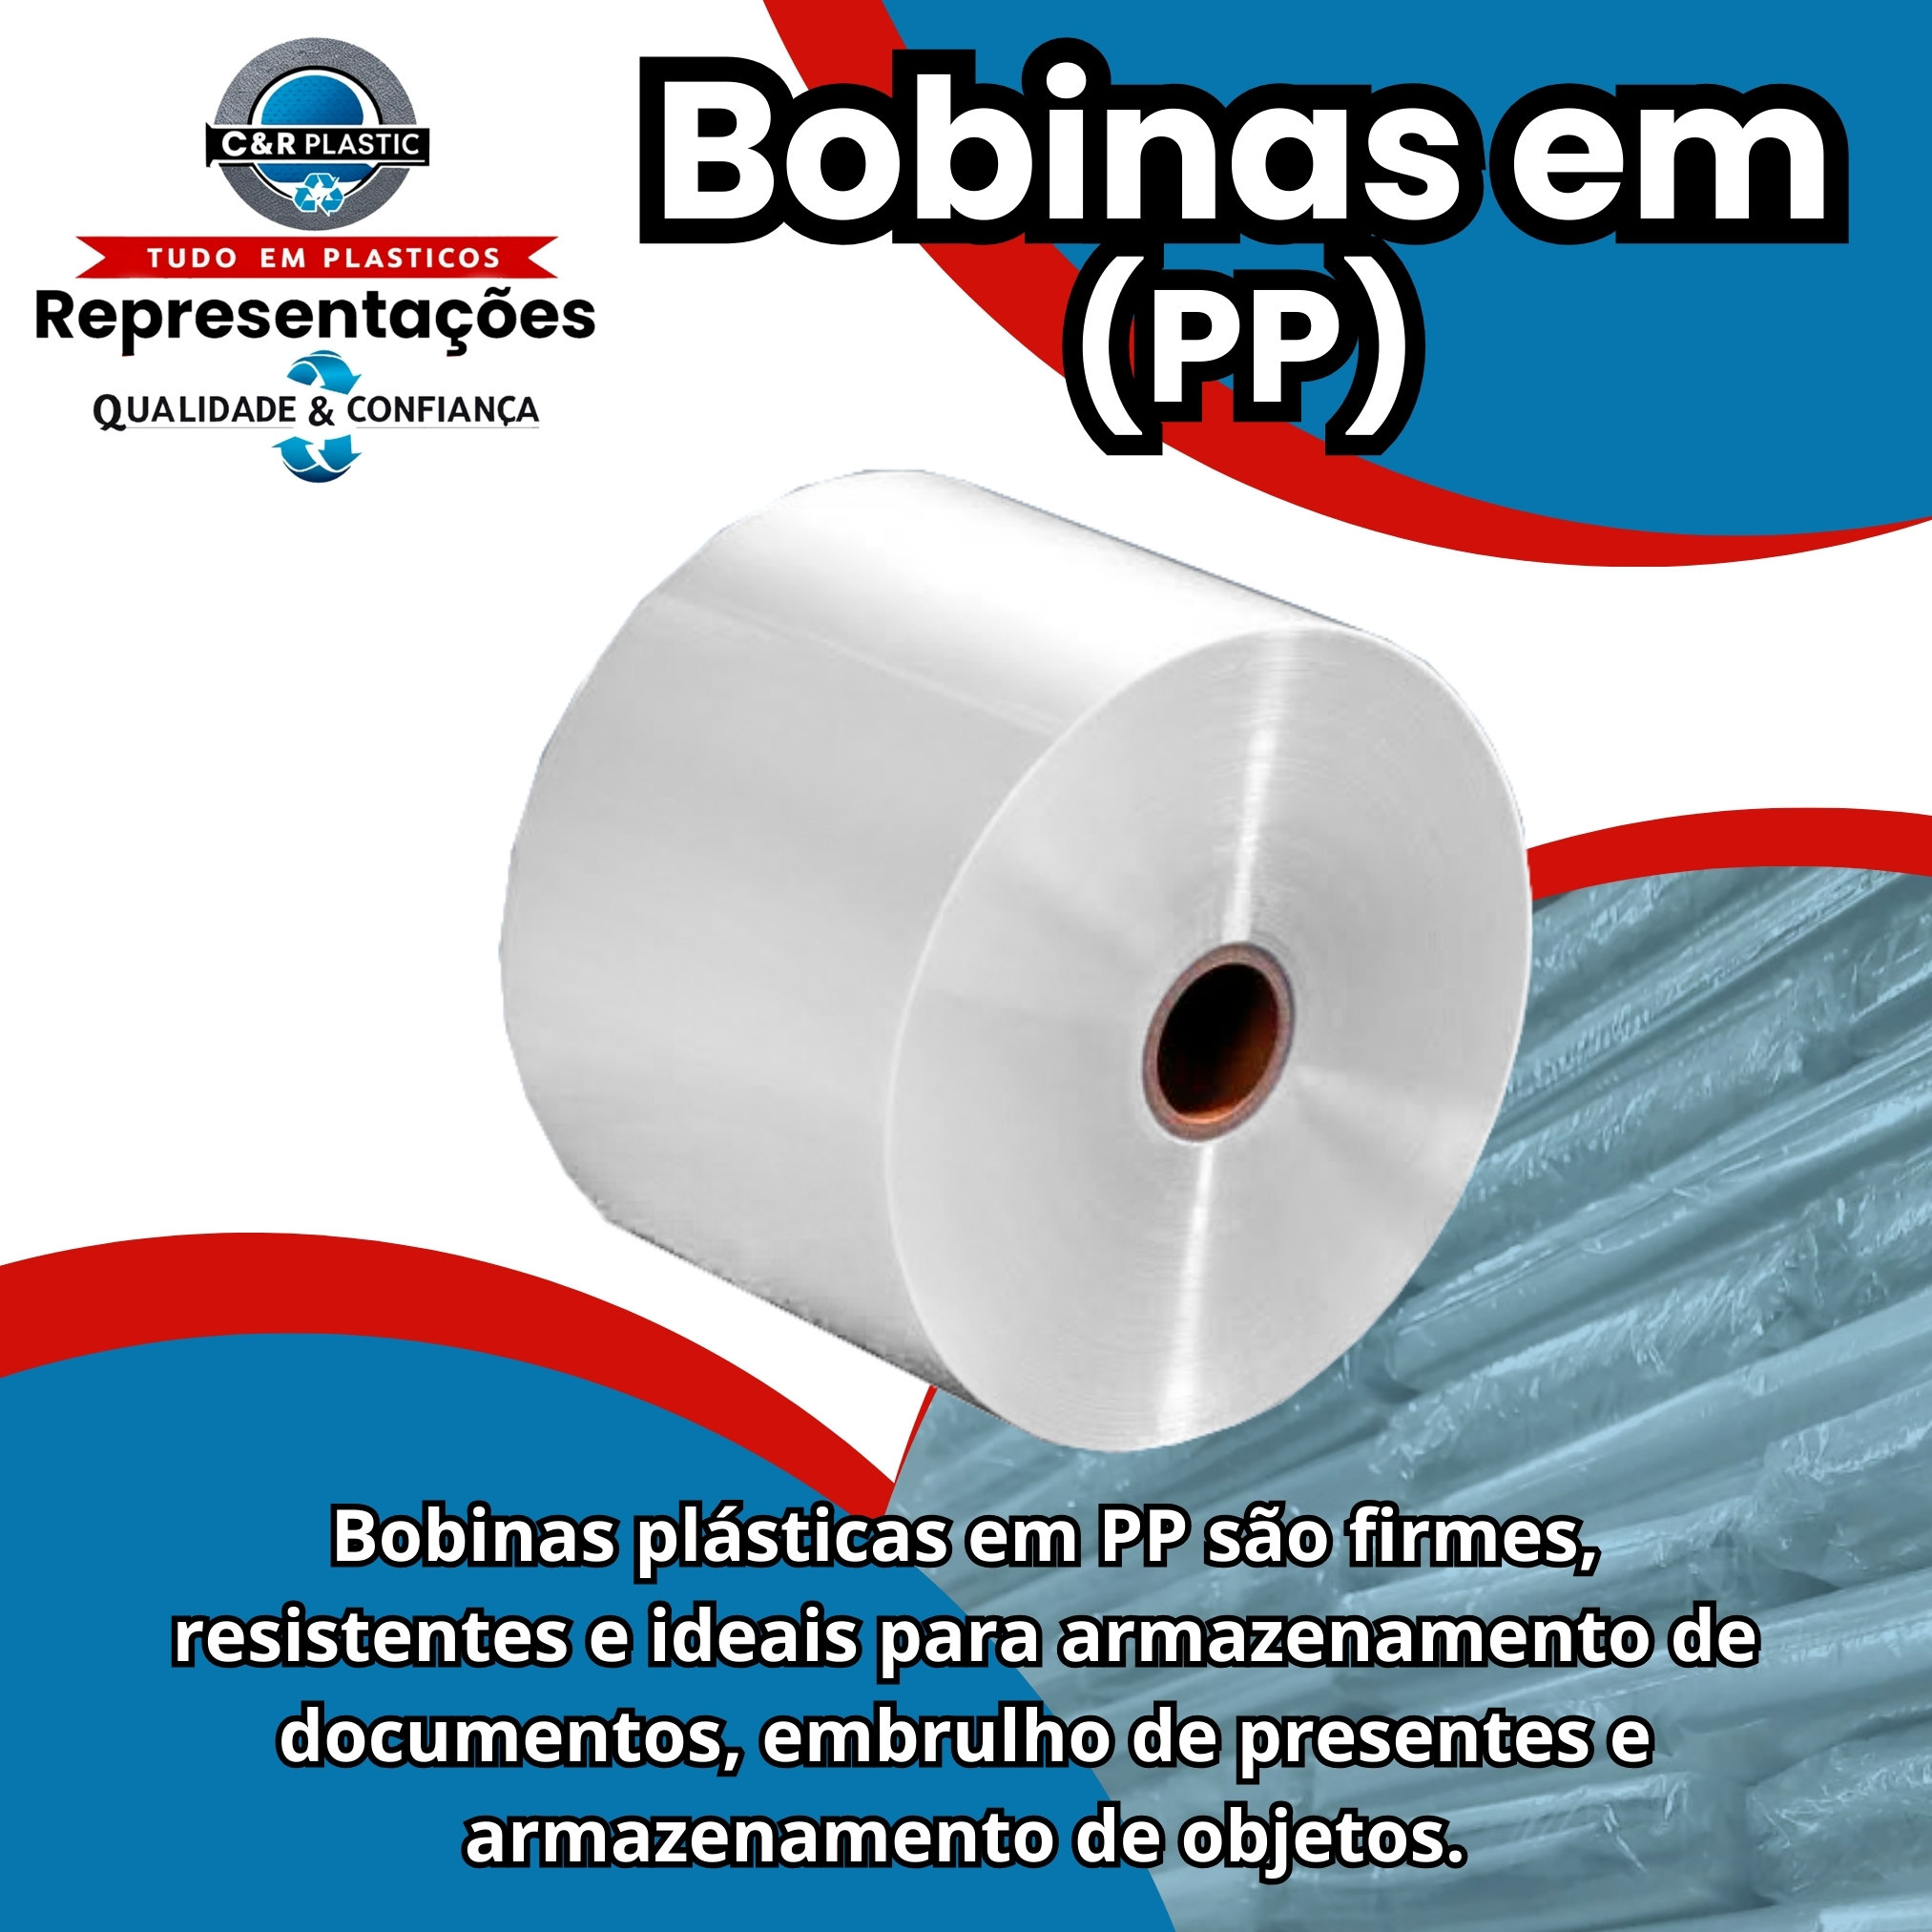 C&R PLASTIC
TUDO EM PLASTICOS
Representações
QUALIDADE & CONFIANÇA
Bobinas em
(PP)
Bobinas plásticas em PP são firmes,
resistentes e ideais para armazenamento de
documentos, embrulho de presentes e
armazenamento de objetos.